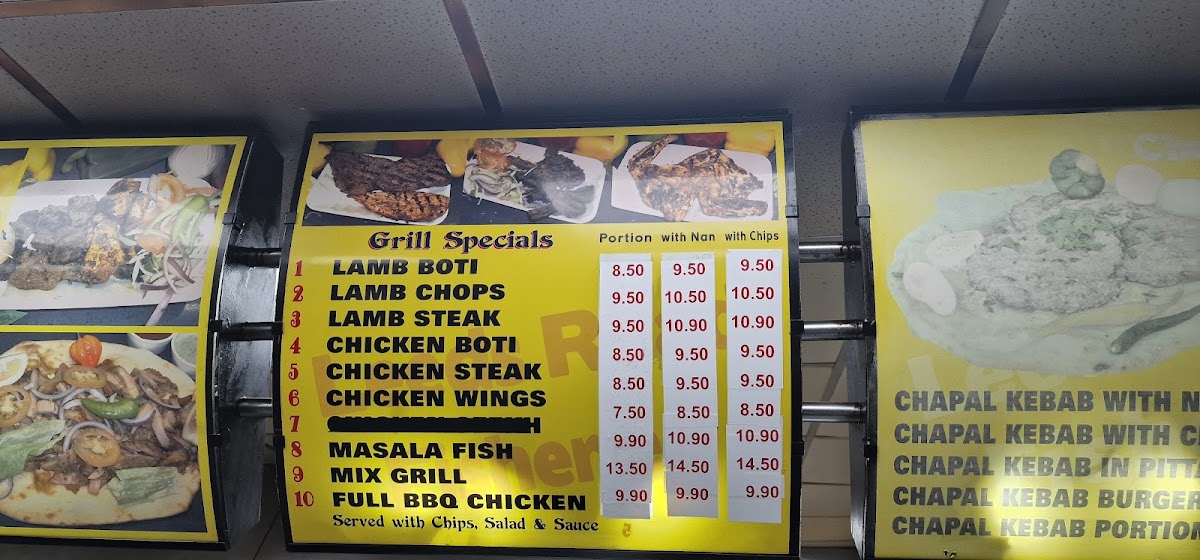 Grill Specials Portion with Nan with Chips
1 LAMB BOTI 8.50 9.50 9.50
2 LAMB CHOPS 9.50 10.50 10.50
3 LAMB STEAK 9.50 10.90 10.90
4 CHICKEN BOTI 8.50 9.50 9.50
5 CHICKEN STEAK 8.50 9.50 9.50
6 CHICKEN WINGS 7.50 8.50 8.50
7
8 MASALA FISH 9.90 10.90 10.90
9 MIX GRILL 13.50 14.50 14.50
10 FULL BBQ CHICKEN 9.90 9.90 9.90
Served with Chips, Salad & Sauce
CHAPAL KEBAB WITH
CHAPAL KEBAB WITH
CHAPAL KEBAB IN
CHAPAL KEBAB BURGER
CHAPAL KEBAB PORTION